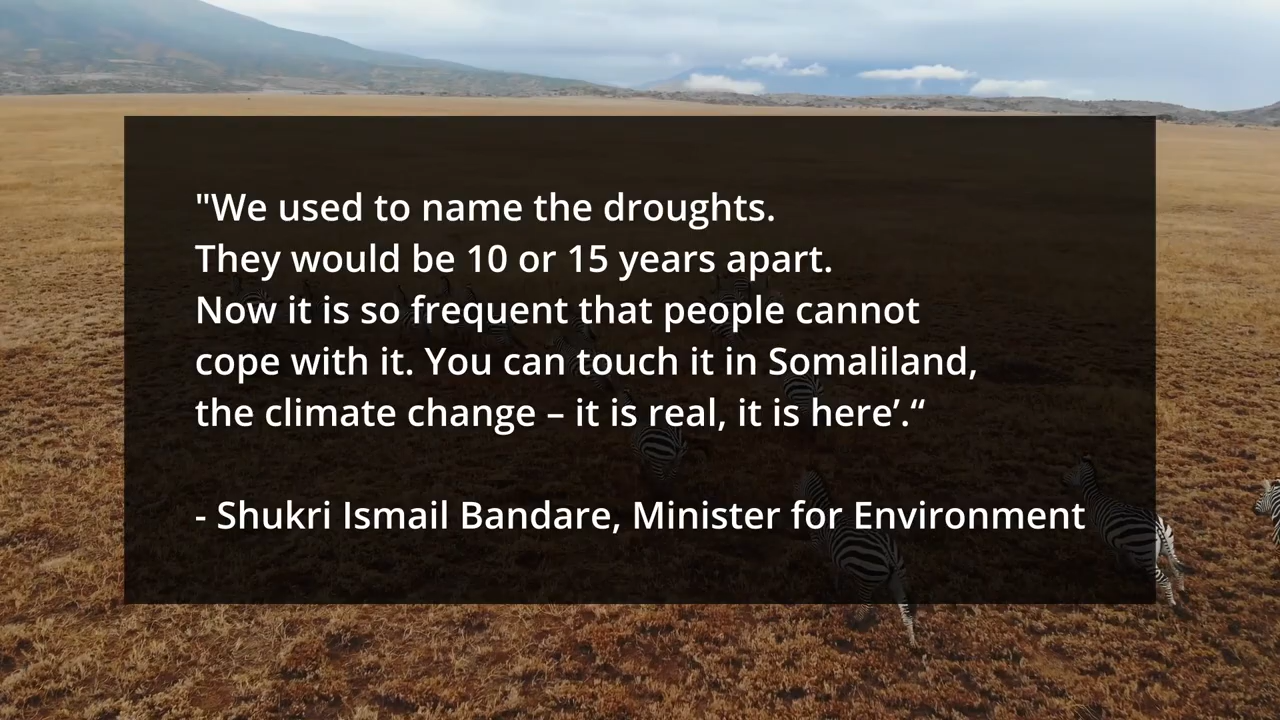 "We used to name the droughts.
They would be 10 or 15 years apart.
Now it is so frequent that people cannot
cope with it. You can touch it in Somaliland,
the climate change – it is real, it is here’.“
- Shukri Ismail Bandare, Minister for Environment